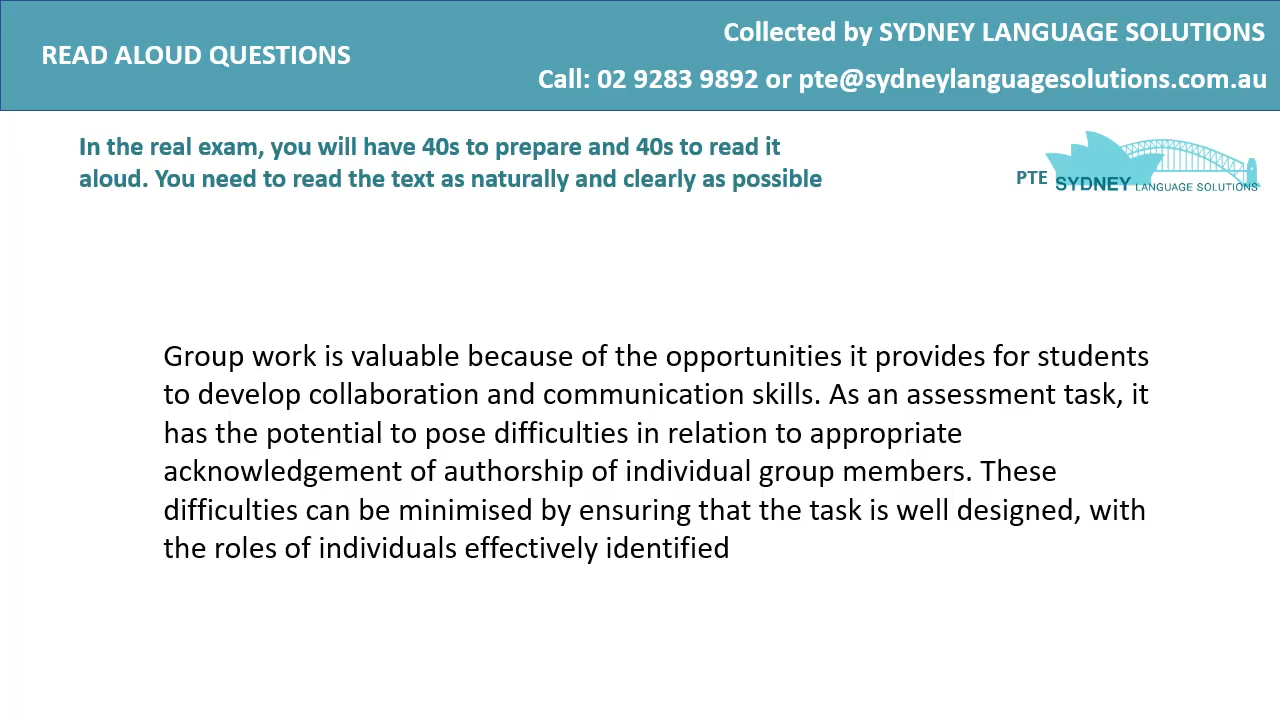 READ ALOUD QUESTIONS
Collected by SYDNEY LANGUAGE SOLUTIONS
Call: 02 9283 9892 or pte@sydneylanguagesolutions.com.au
In the real exam, you will have 40s to prepare and 40s to read it
aloud. You need to read the text as naturally and clearly as possible
PTE SYDNEY LANGUAGE SOLUTIONS
Group work is valuable because of the opportunities it provides for students
to develop collaboration and communication skills. As an assessment task, it
has the potential to pose difficulties in relation to appropriate
acknowledgement of authorship of individual group members. These
difficulties can be minimised by ensuring that the task is well designed, with
the roles of individuals effectively identified